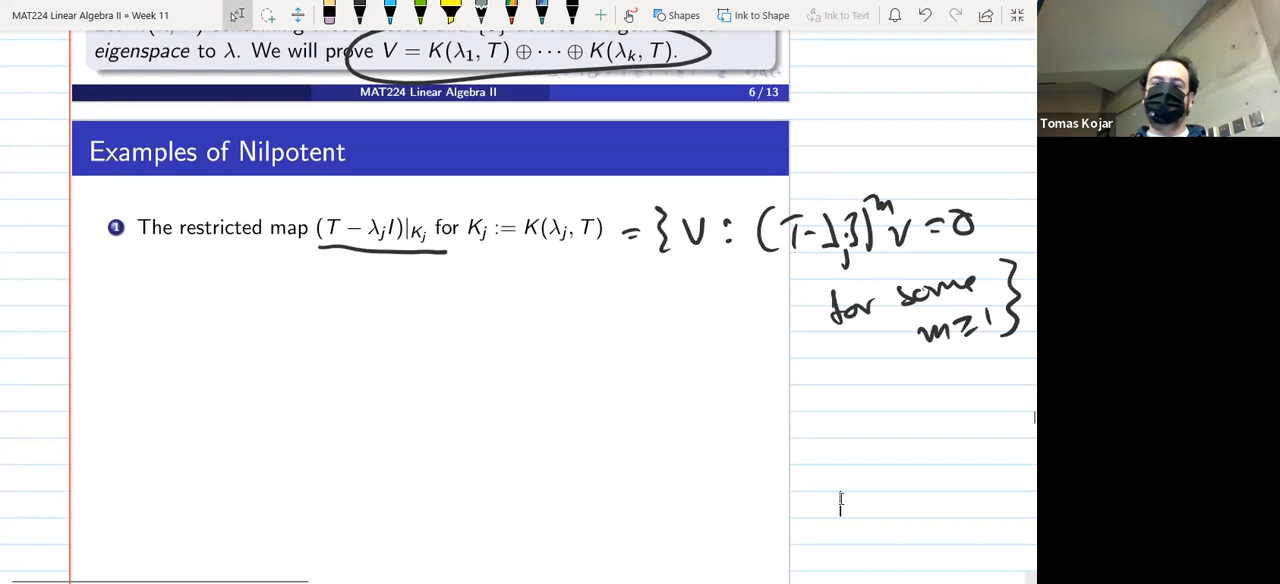 MAT224 Linear Algebra II » Week 11
Shapes
Ink to Shape
Ink to Text
eigenspace to λ. We will prove V = K(λ₁, T) ⊕ ··· ⊕ K(λₖ, T).
MAT224 Linear Algebra II
6 / 13
Examples of Nilpotent
1 The restricted map (T − λⱼI)|Kⱼ for Kⱼ := K(λⱼ, T) = { v : (T-λⱼI)^m v = 0
for some
m≥1 }
Tomas Kojar